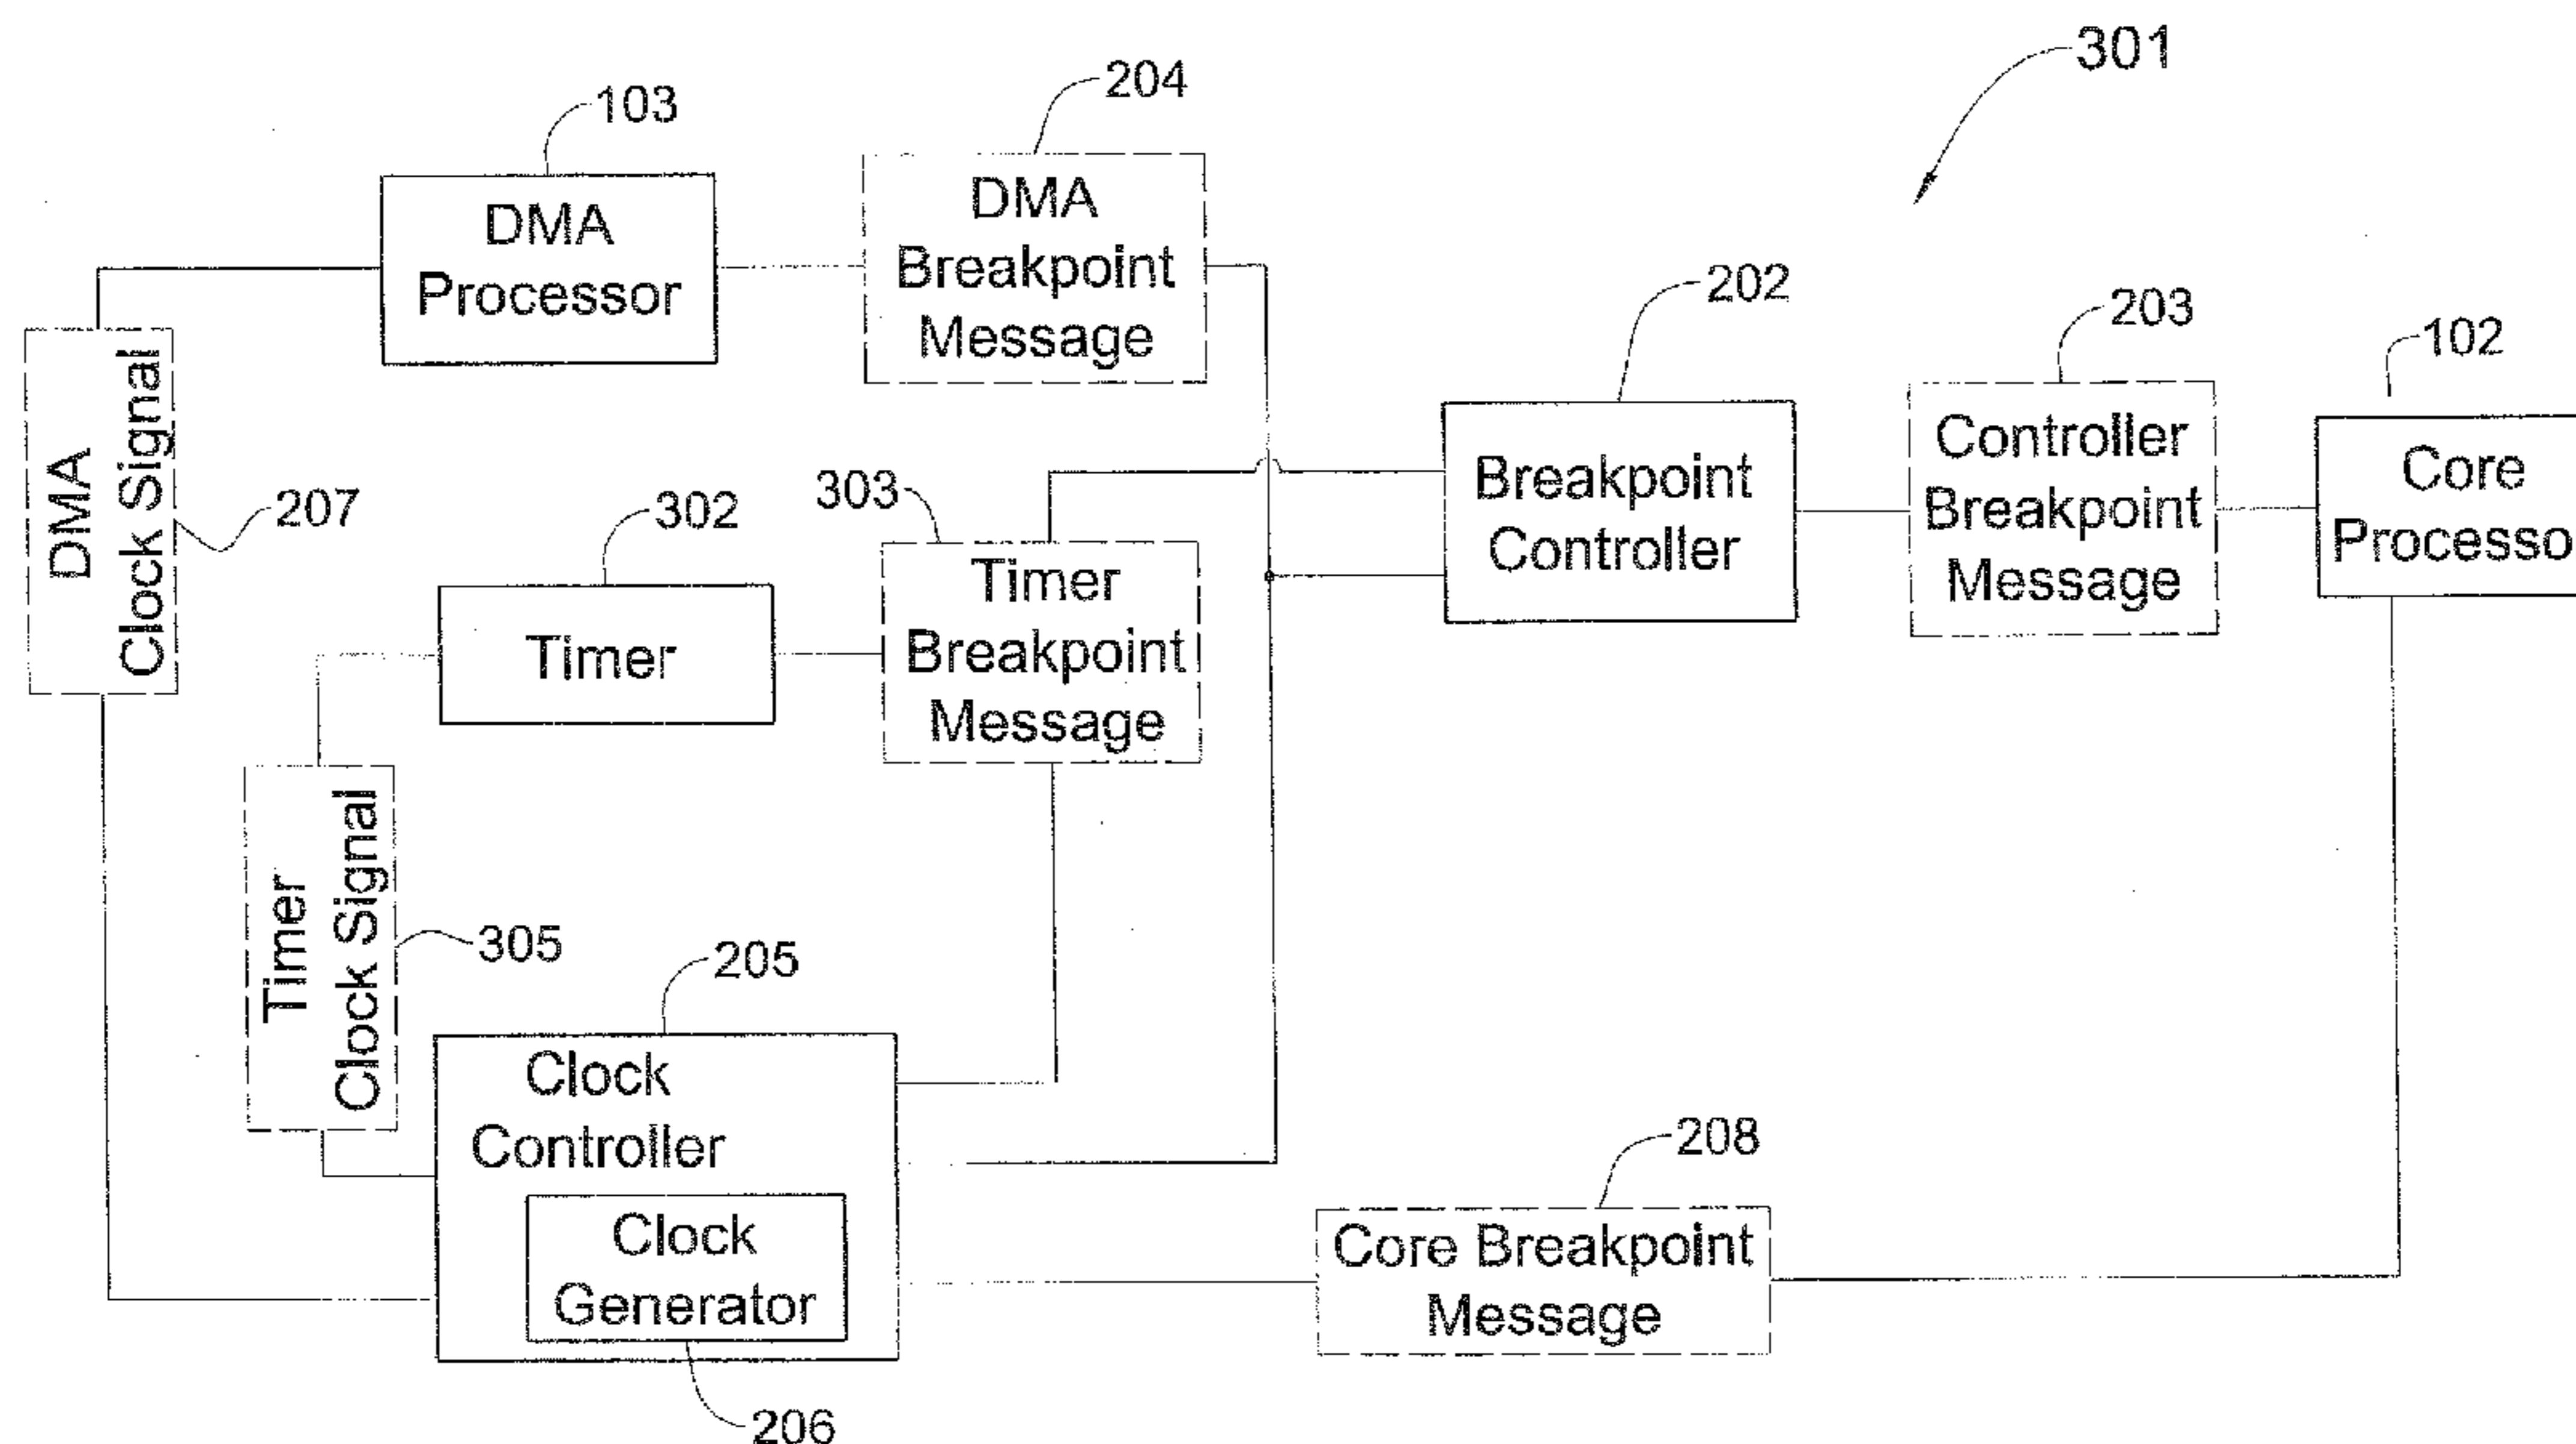 301
204
103
DMA
Processor
DMA
Breakpoint
Message
202
203
102
DMA
Clock Signal
207
302
303
Timer
Timer
Breakpoint
Message
Breakpoint
Controller
Controller
Breakpoint
Message
Core
Processo
Timer
Clock Signal
305
205
Clock
Controller
Clock
Generator
206
208
Core Breakpoint
Message